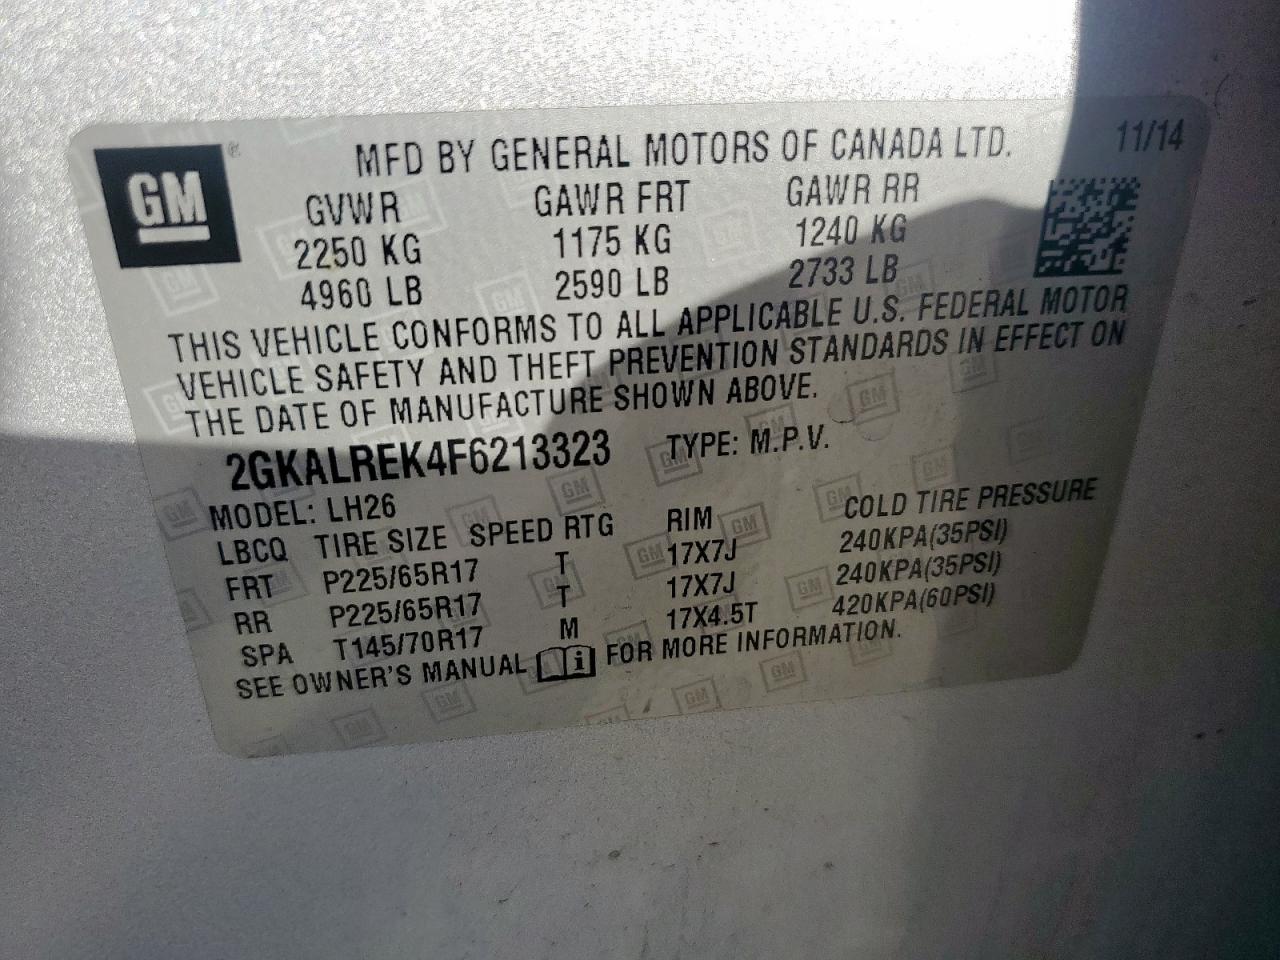 GM
MFD BY GENERAL MOTORS OF CANADA LTD. 11/14
GVWR GAWR FRT GAWR RR
2250 KG 1175 KG 1240 KG
4960 LB 2590 LB 2733 LB
THIS VEHICLE CONFORMS TO ALL APPLICABLE U.S. FEDERAL MOTOR
VEHICLE SAFETY AND THEFT PREVENTION STANDARDS IN EFFECT ON
THE DATE OF MANUFACTURE SHOWN ABOVE.
2GKALREK4F6213323 TYPE: M.P.V.
MODEL: LH26
LBCQ TIRE SIZE SPEED RTG RIM COLD TIRE PRESSURE
FRT P225/65R17 T 17X7J 240KPA(35PSI)
RR P225/65R17 T 17X7J 240KPA(35PSI)
SPA T145/70R17 M 17X4.5T 420KPA(60PSI)
SEE OWNER'S MANUAL i FOR MORE INFORMATION.